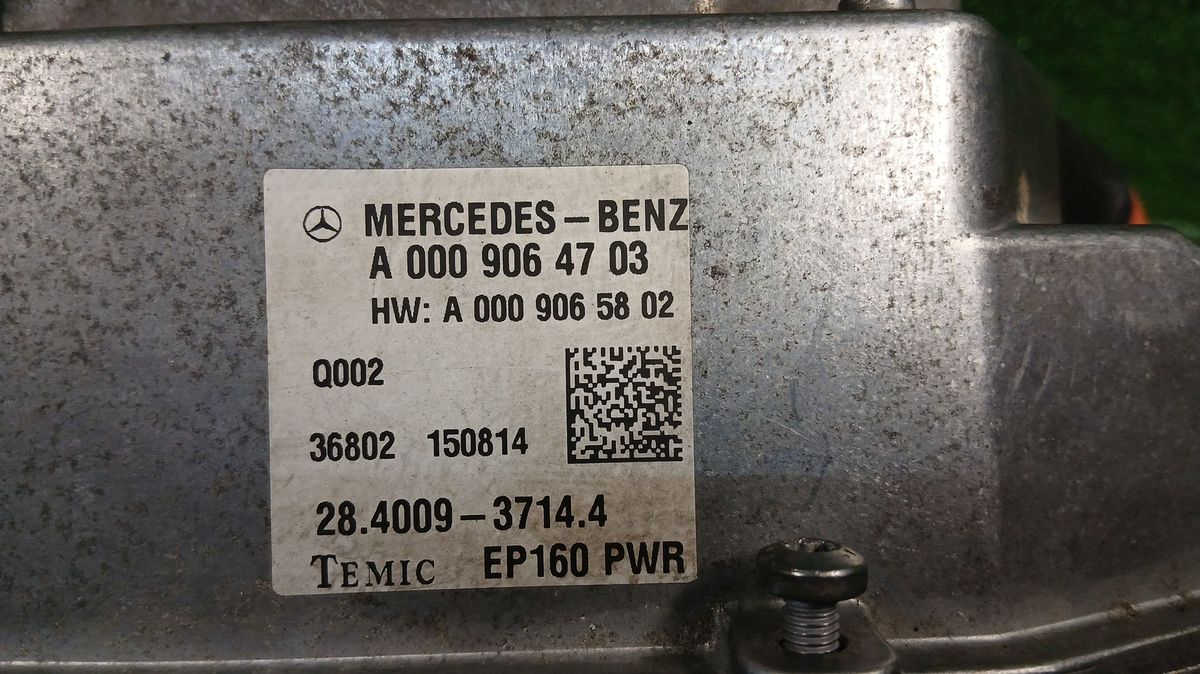 MERCEDES-BENZ
A 000 906 47 03
HW: A 000 906 58 02
Q002
36802 150814
28.4009-3714.4
TEMIC EP160 PWR